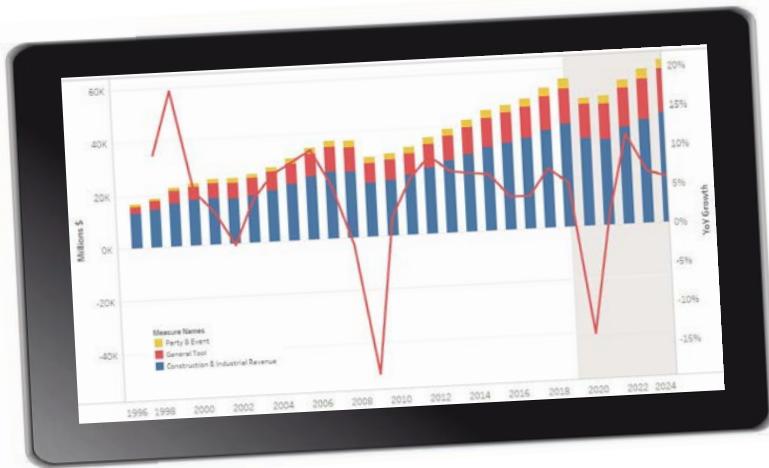 60K
40K
20K
0K
-20K
-40K
Millions $
20%
15%
10%
5%
0%
-5%
-10%
-15%
YoY Growth
Measure Names
Party & Event
General Tool
Construction & Industrial Revenue
1996 1998 2000 2002 2004 2006 2008 2010 2012 2014 2016 2018 2020 2022 2024